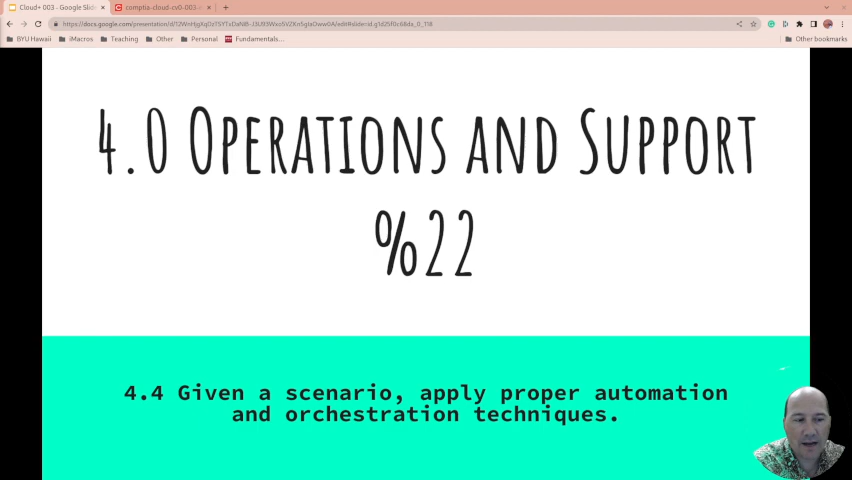 Cloud+ 003 - Google Slide
comptia-cloud-cv0-003-e
BYU Hawaii
iMacros
Teaching
Other
Personal
Fundamentals…
Other bookmarks
4.0 Operations and Support
%22
4.4 Given a scenario, apply proper automation
and orchestration techniques.